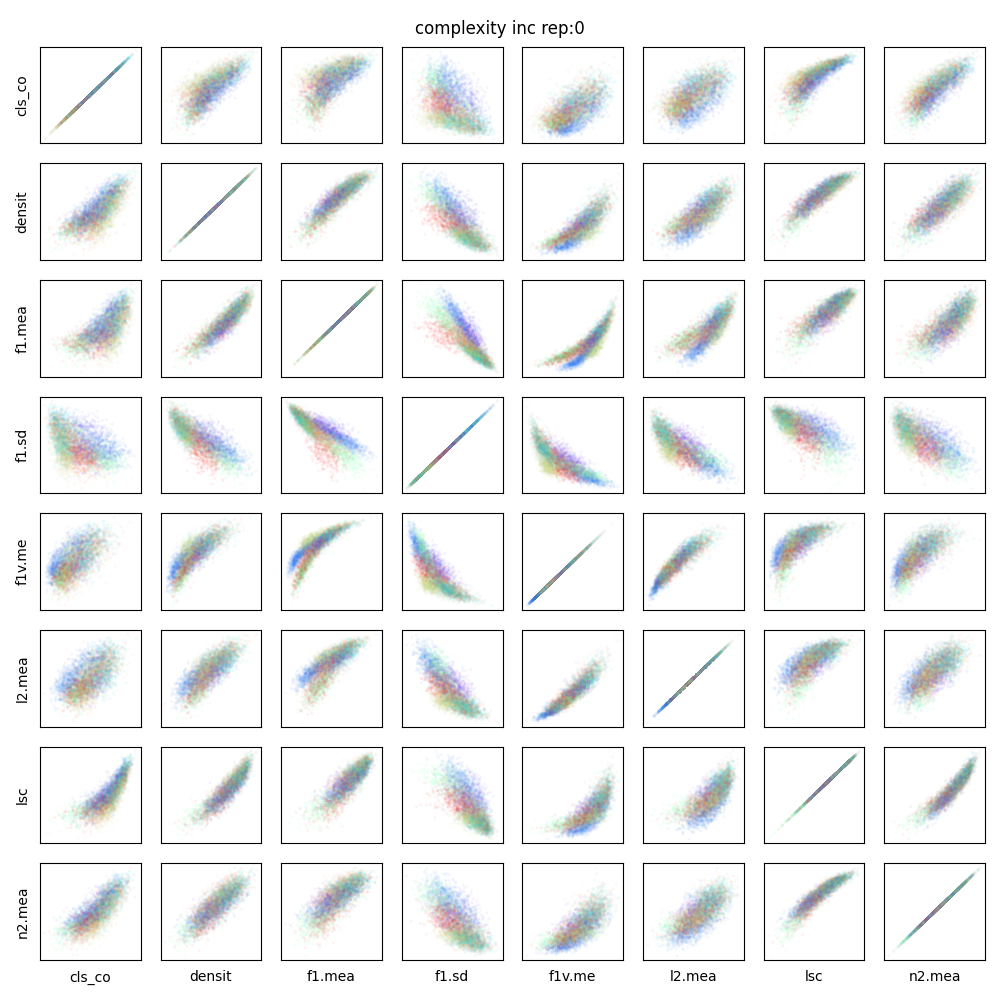 complexity inc rep:0
cls_co
densit
f1.mea
f1.sd
f1v.me
l2.mea
lsc
n2.mea
cls_co densit f1.mea f1.sd f1v.me l2.mea lsc n2.mea